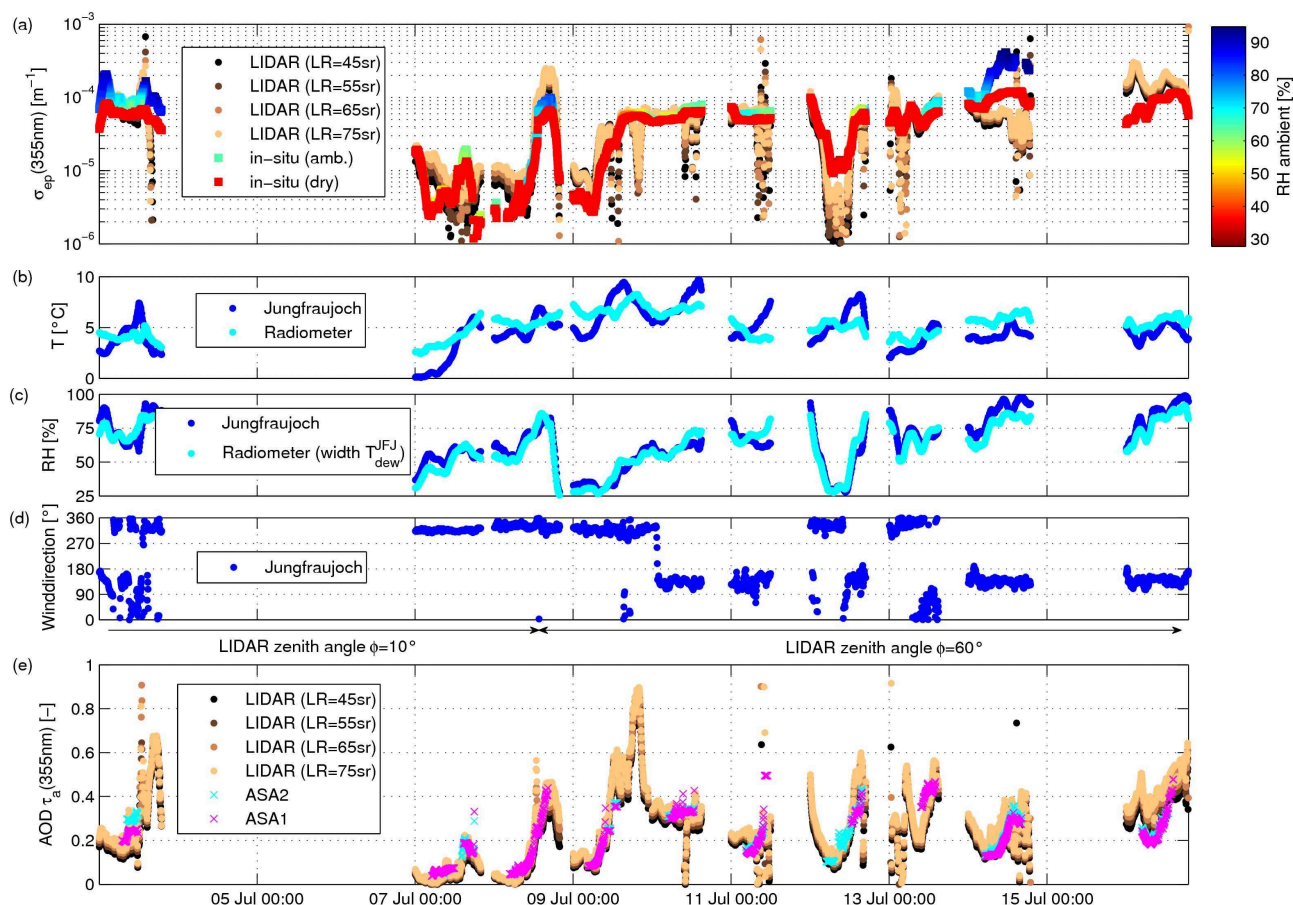 (a)
10⁻³
10⁻⁴
10⁻⁵
10⁻⁶
σep(355nm) [m⁻¹]
LIDAR (LR=45sr)
LIDAR (LR=55sr)
LIDAR (LR=65sr)
LIDAR (LR=75sr)
in-situ (amb.)
in-situ (dry)
90
80
70
60
50
40
30
RH ambient [%]
(b)
10
5
0
T [°C]
Jungfraujoch
Radiometer
(c)
100
75
50
25
RH [%]
Jungfraujoch
Radiometer (width T_dew^JFJ)
(d)
360
270
180
90
0
Winddirection [°]
Jungfraujoch
LIDAR zenith angle ϕ=10°
LIDAR zenith angle ϕ=60°
(e)
1
0.8
0.6
0.4
0.2
0
AOD τa(355nm) [-]
LIDAR (LR=45sr)
LIDAR (LR=55sr)
LIDAR (LR=65sr)
LIDAR (LR=75sr)
ASA2
ASA1
05 Jul 00:00
07 Jul 00:00
09 Jul 00:00
11 Jul 00:00
13 Jul 00:00
15 Jul 00:00